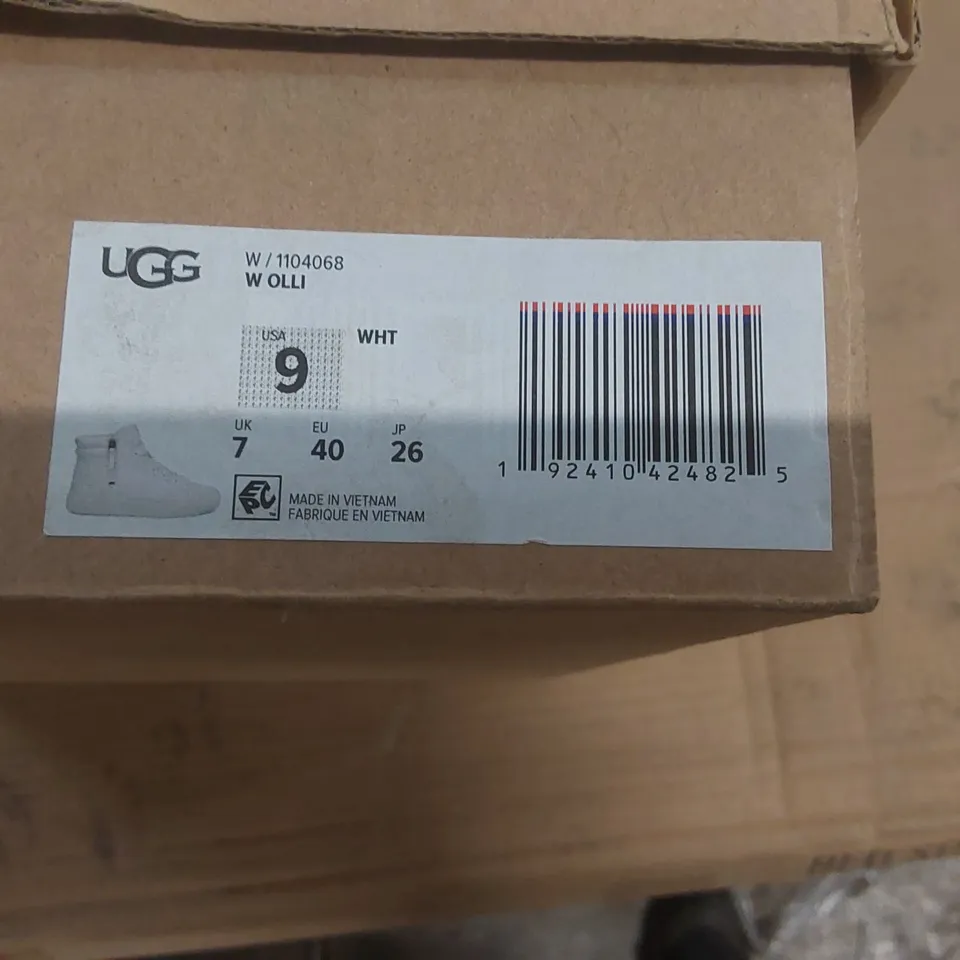 UGG
W / 1104068
W OLLI
USA
9
WHT
UK
7
EU
40
JP
26
EPC
MADE IN VIETNAM
FABRIQUE EN VIETNAM
1 92410 42482 5